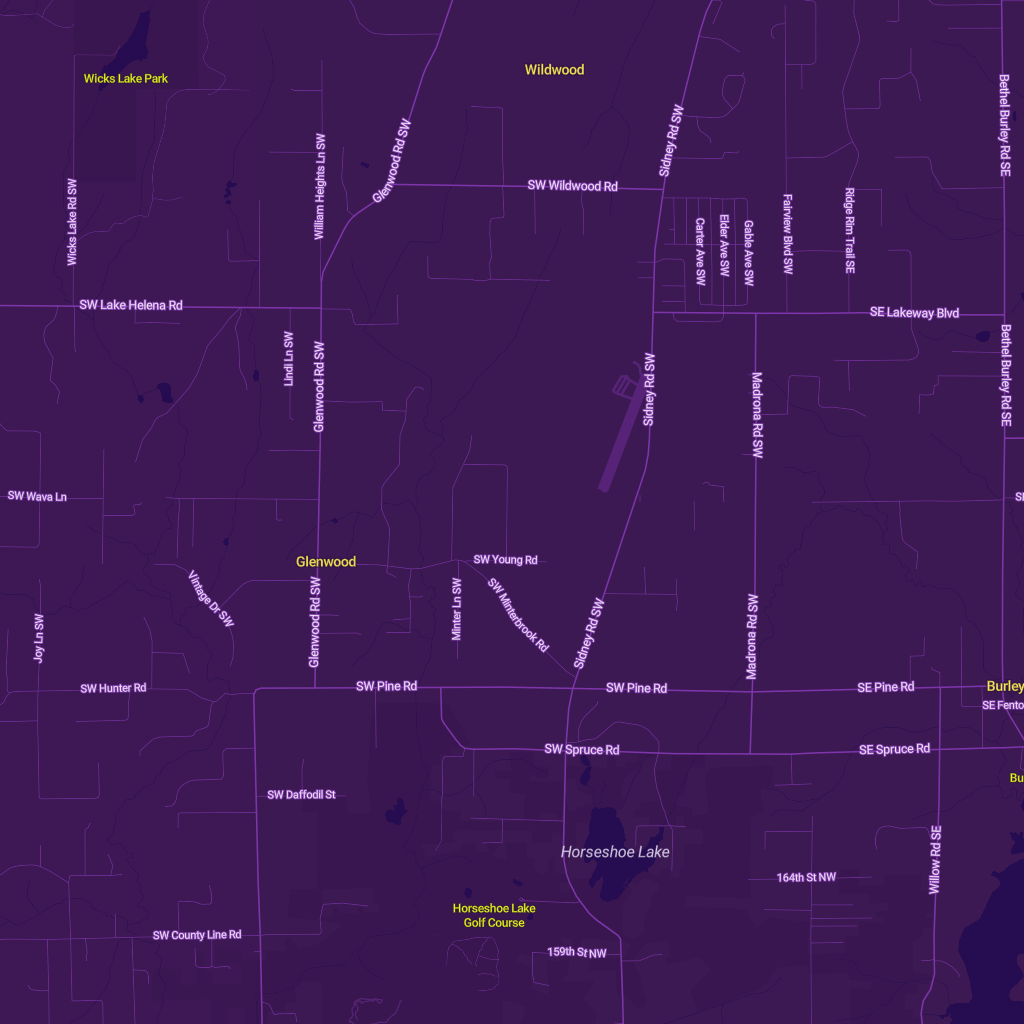 Wildwood
Wicks Lake Park
Bethel Burley Rd SE
Sidney Rd SW
Glenwood Rd SW
William Heights Ln SW
Wicks Lake Rd SW
SW Wildwood Rd
Fairview Blvd SW
Ridge Rim Trail SE
Carter Ave SW
Elder Ave SW
Gable Ave SW
SW Lake Helena Rd
SE Lakeway Blvd
Lindi Ln SW
Glenwood Rd SW
Sidney Rd SW
Madrona Rd SW
Bethel Burley Rd SE
SW Wava Ln
Glenwood
SW Young Rd
Vintage Dr SW
Glenwood Rd SW
Minter Ln SW
SW Minterbrook Rd
Sidney Rd SW
Madrona Rd SW
Joy Ln SW
SW Hunter Rd
SW Pine Rd
SW Pine Rd
SE Pine Rd
Burley
SE Fento
SW Spruce Rd
SE Spruce Rd
Bu
SW Daffodil St
Horseshoe Lake
Willow Rd SE
164th St NW
Horseshoe Lake
Golf Course
SW County Line Rd
159th St NW